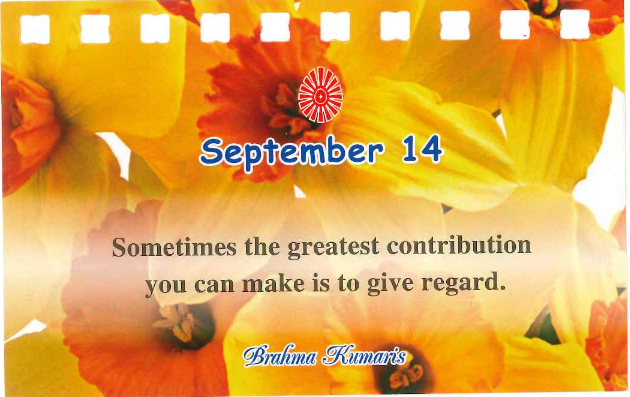 September 14
Sometimes the greatest contribution
you can make is to give regard.
Brahma Kumaris